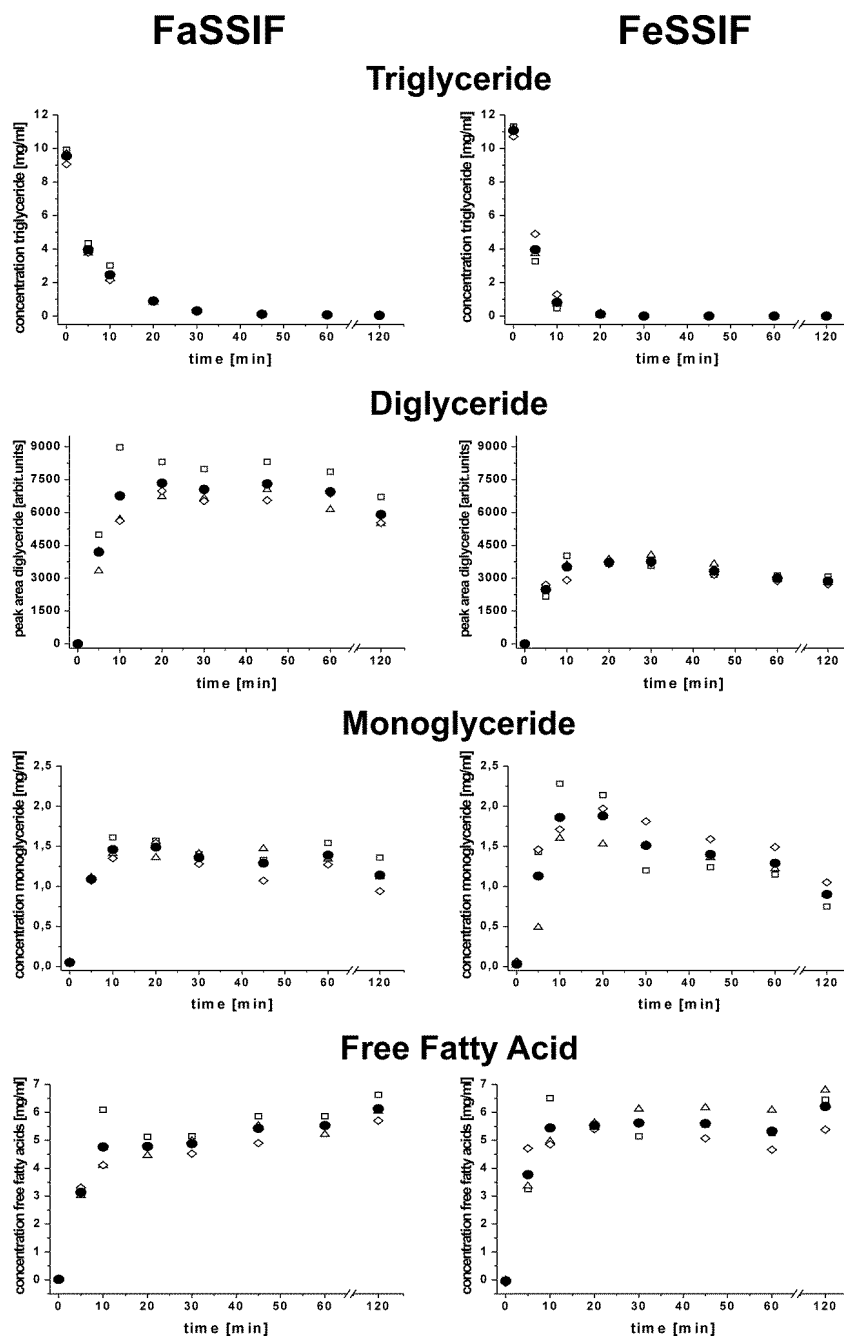 FaSSIF FeSSIF
Triglyceride
concentration triglyceride [mg/ml]
12
10
8
6
4
2
0
0 10 20 30 40 50 60 120
time [min]
concentration triglyceride [mg/ml]
12
10
8
6
4
2
0
0 10 20 30 40 50 60 120
time [min]
Diglyceride
peak area diglyceride [arbit.units]
9000
7500
6000
4500
3000
1500
0
0 10 20 30 40 50 60 120
time [min]
peak area diglyceride [arbit.units]
9000
7500
6000
4500
3000
1500
0
0 10 20 30 40 50 60 120
time [min]
Monoglyceride
concentration monoglyceride [mg/ml]
2,5
2,0
1,5
1,0
0,5
0,0
0 10 20 30 40 50 60 120
time [min]
concentration monoglyceride [mg/ml]
2,5
2,0
1,5
1,0
0,5
0,0
0 10 20 30 40 50 60 120
time [min]
Free Fatty Acid
concentration free fatty acids [mg/ml]
7
6
5
4
3
2
1
0
0 10 20 30 40 50 60 120
time [min]
concentration free fatty acids [mg/ml]
7
6
5
4
3
2
1
0
0 10 20 30 40 50 60 120
time [min]